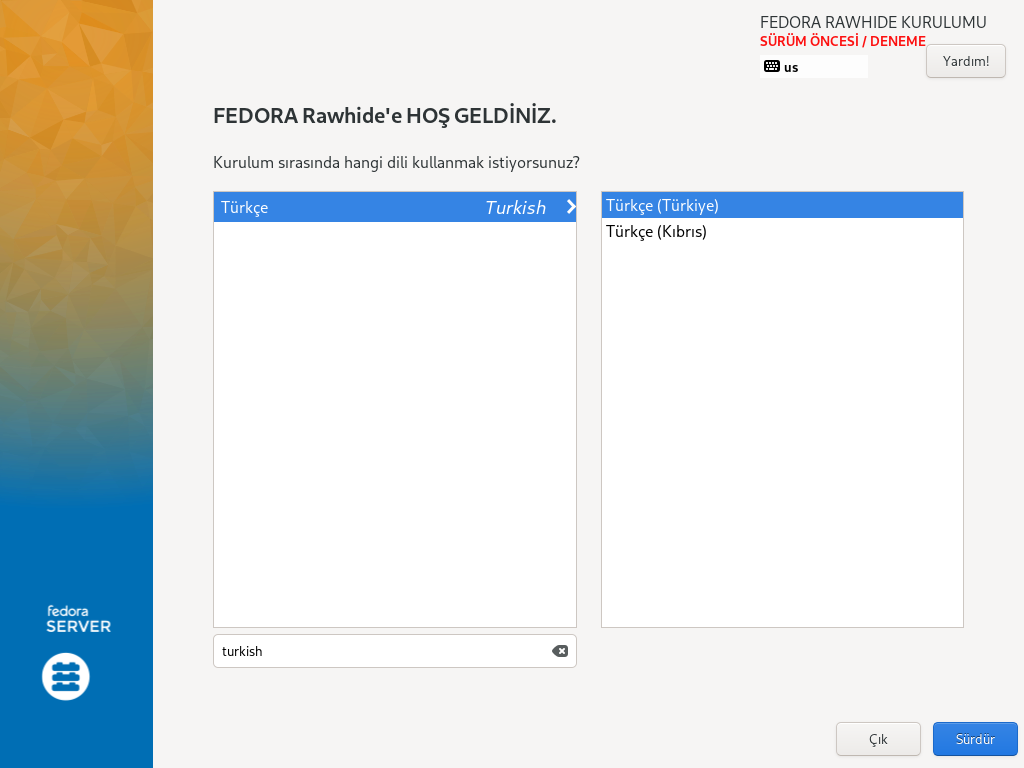 FEDORA RAWHIDE KURULUMU
SÜRÜM ÖNCESİ / DENEME
us
Yardım!
FEDORA Rawhide'e HOŞ GELDİNİZ.
Kurulum sırasında hangi dili kullanmak istiyorsunuz?
Türkçe Turkish
Türkçe (Türkiye)
Türkçe (Kıbrıs)
turkish
fedora
SERVER
Çık
Sürdür